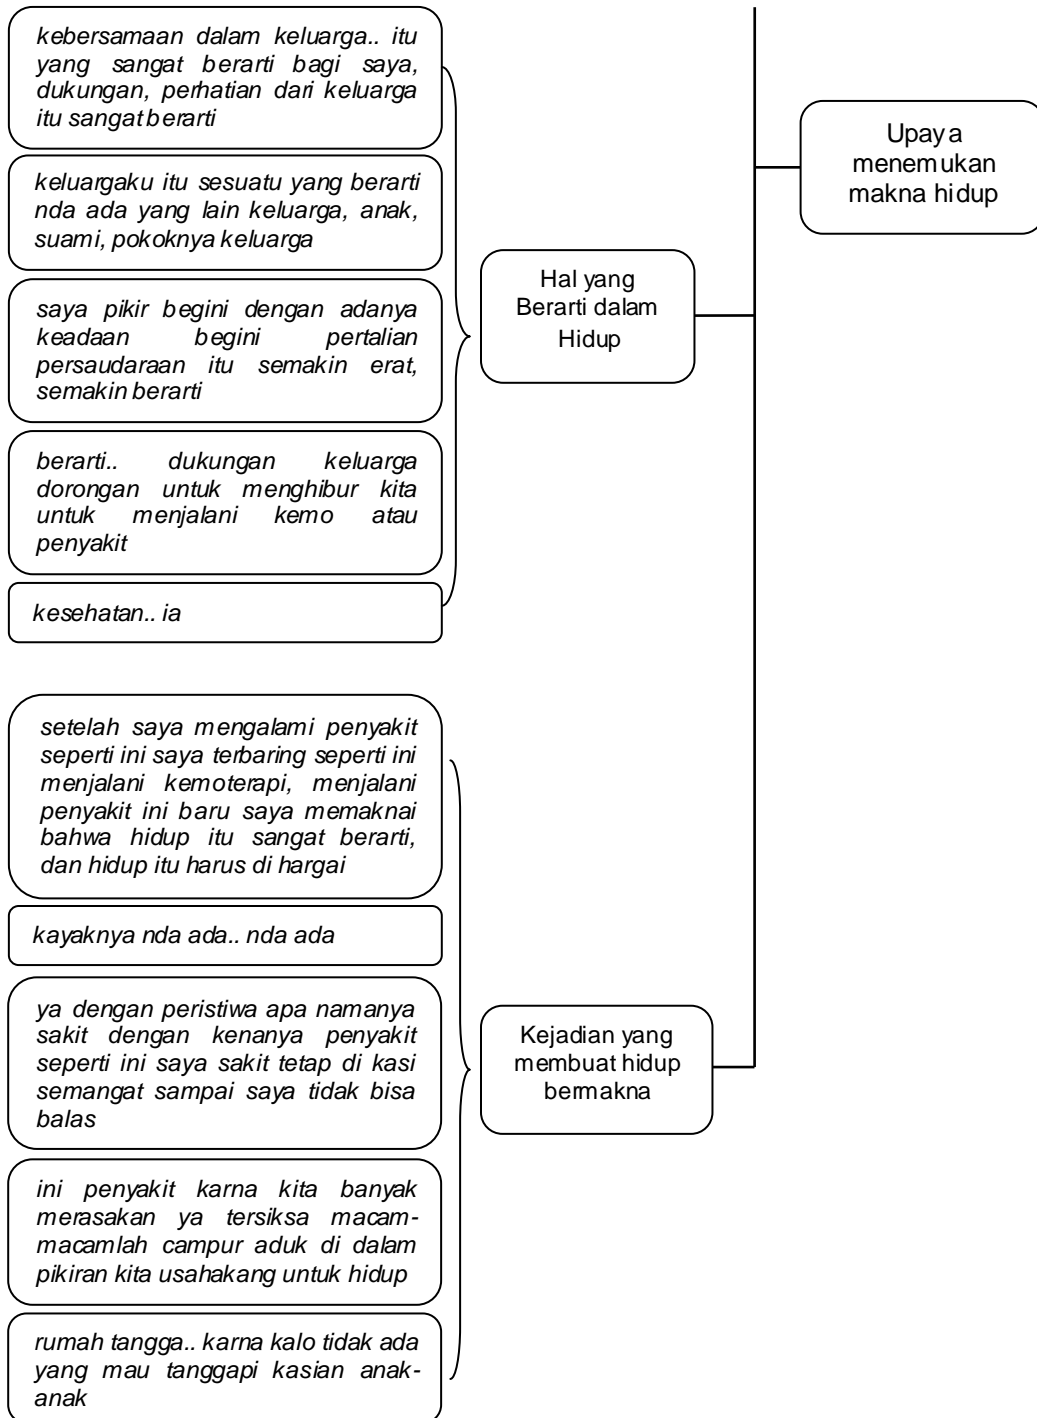 kebersamaan dalam keluarga.. itu
yang sangat berarti bagi saya,
dukungan, perhatian dari keluarga
itu sangat berarti
keluargaku itu sesuatu yang berarti
nda ada yang lain keluarga, anak,
suami, pokoknya keluarga
saya pikir begini dengan adanya
keadaan begini pertalian
persaudaraan itu semakin erat,
semakin berarti
berarti.. dukungan keluarga
dorongan untuk menghibur kita
untuk menjalani kemo atau
penyakit
kesehatan.. ia
Hal yang
Berarti dalam
Hidup
Upaya
menemukan
makna hidup
setelah saya mengalami penyakit
seperti ini saya terbaring seperti ini
menjalani kemoterapi, menjalani
penyakit ini baru saya memaknai
bahwa hidup itu sangat berarti,
dan hidup itu harus di hargai
kayaknya nda ada.. nda ada
ya dengan peristiwa apa namanya
sakit dengan kenanya penyakit
seperti ini saya sakit tetap di kasi
semangat sampai saya tidak bisa
balas
ini penyakit karna kita banyak
merasakan ya tersiksa macam-
macamlah campur aduk di dalam
pikiran kita usahakang untuk hidup
rumah tangga.. karna kalo tidak ada
yang mau tanggapi kasian anak-
anak
Kejadian yang
membuat hidup
bermakna